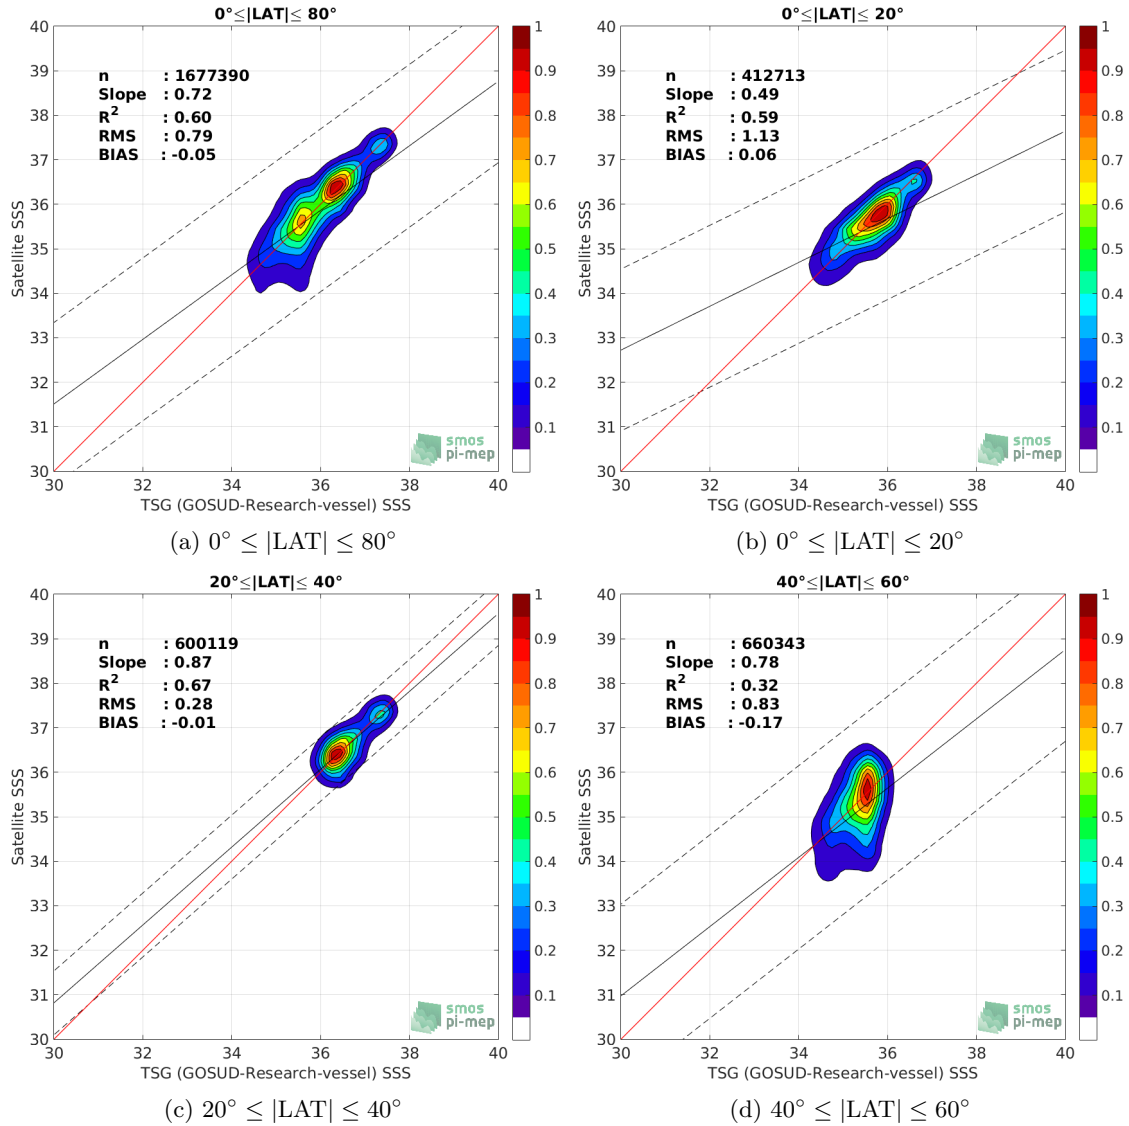 0°≤|LAT|≤ 80°
n : 1677390
Slope : 0.72
R2 : 0.60
RMS : 0.79
BIAS : -0.05
40
39
38
37
36
35
34
33
32
31
30
30 32 34 36 38 40
Satellite SSS
TSG (GOSUD-Research-vessel) SSS
smos
pi-mep
1
0.9
0.8
0.7
0.6
0.5
0.4
0.3
0.2
0.1
(a) 0° ≤ |LAT| ≤ 80°
0°≤|LAT|≤ 20°
n : 412713
Slope : 0.49
R2 : 0.59
RMS : 1.13
BIAS : 0.06
40
39
38
37
36
35
34
33
32
31
30
30 32 34 36 38 40
Satellite SSS
TSG (GOSUD-Research-vessel) SSS
smos
pi-mep
1
0.9
0.8
0.7
0.6
0.5
0.4
0.3
0.2
0.1
(b) 0° ≤ |LAT| ≤ 20°
20°≤|LAT|≤ 40°
n : 600119
Slope : 0.87
R2 : 0.67
RMS : 0.28
BIAS : -0.01
40
39
38
37
36
35
34
33
32
31
30
30 32 34 36 38 40
Satellite SSS
TSG (GOSUD-Research-vessel) SSS
smos
pi-mep
1
0.9
0.8
0.7
0.6
0.5
0.4
0.3
0.2
0.1
(c) 20° ≤ |LAT| ≤ 40°
40°≤|LAT|≤ 60°
n : 660343
Slope : 0.78
R2 : 0.32
RMS : 0.83
BIAS : -0.17
40
39
38
37
36
35
34
33
32
31
30
30 32 34 36 38 40
Satellite SSS
TSG (GOSUD-Research-vessel) SSS
smos
pi-mep
1
0.9
0.8
0.7
0.6
0.5
0.4
0.3
0.2
0.1
(d) 40° ≤ |LAT| ≤ 60°